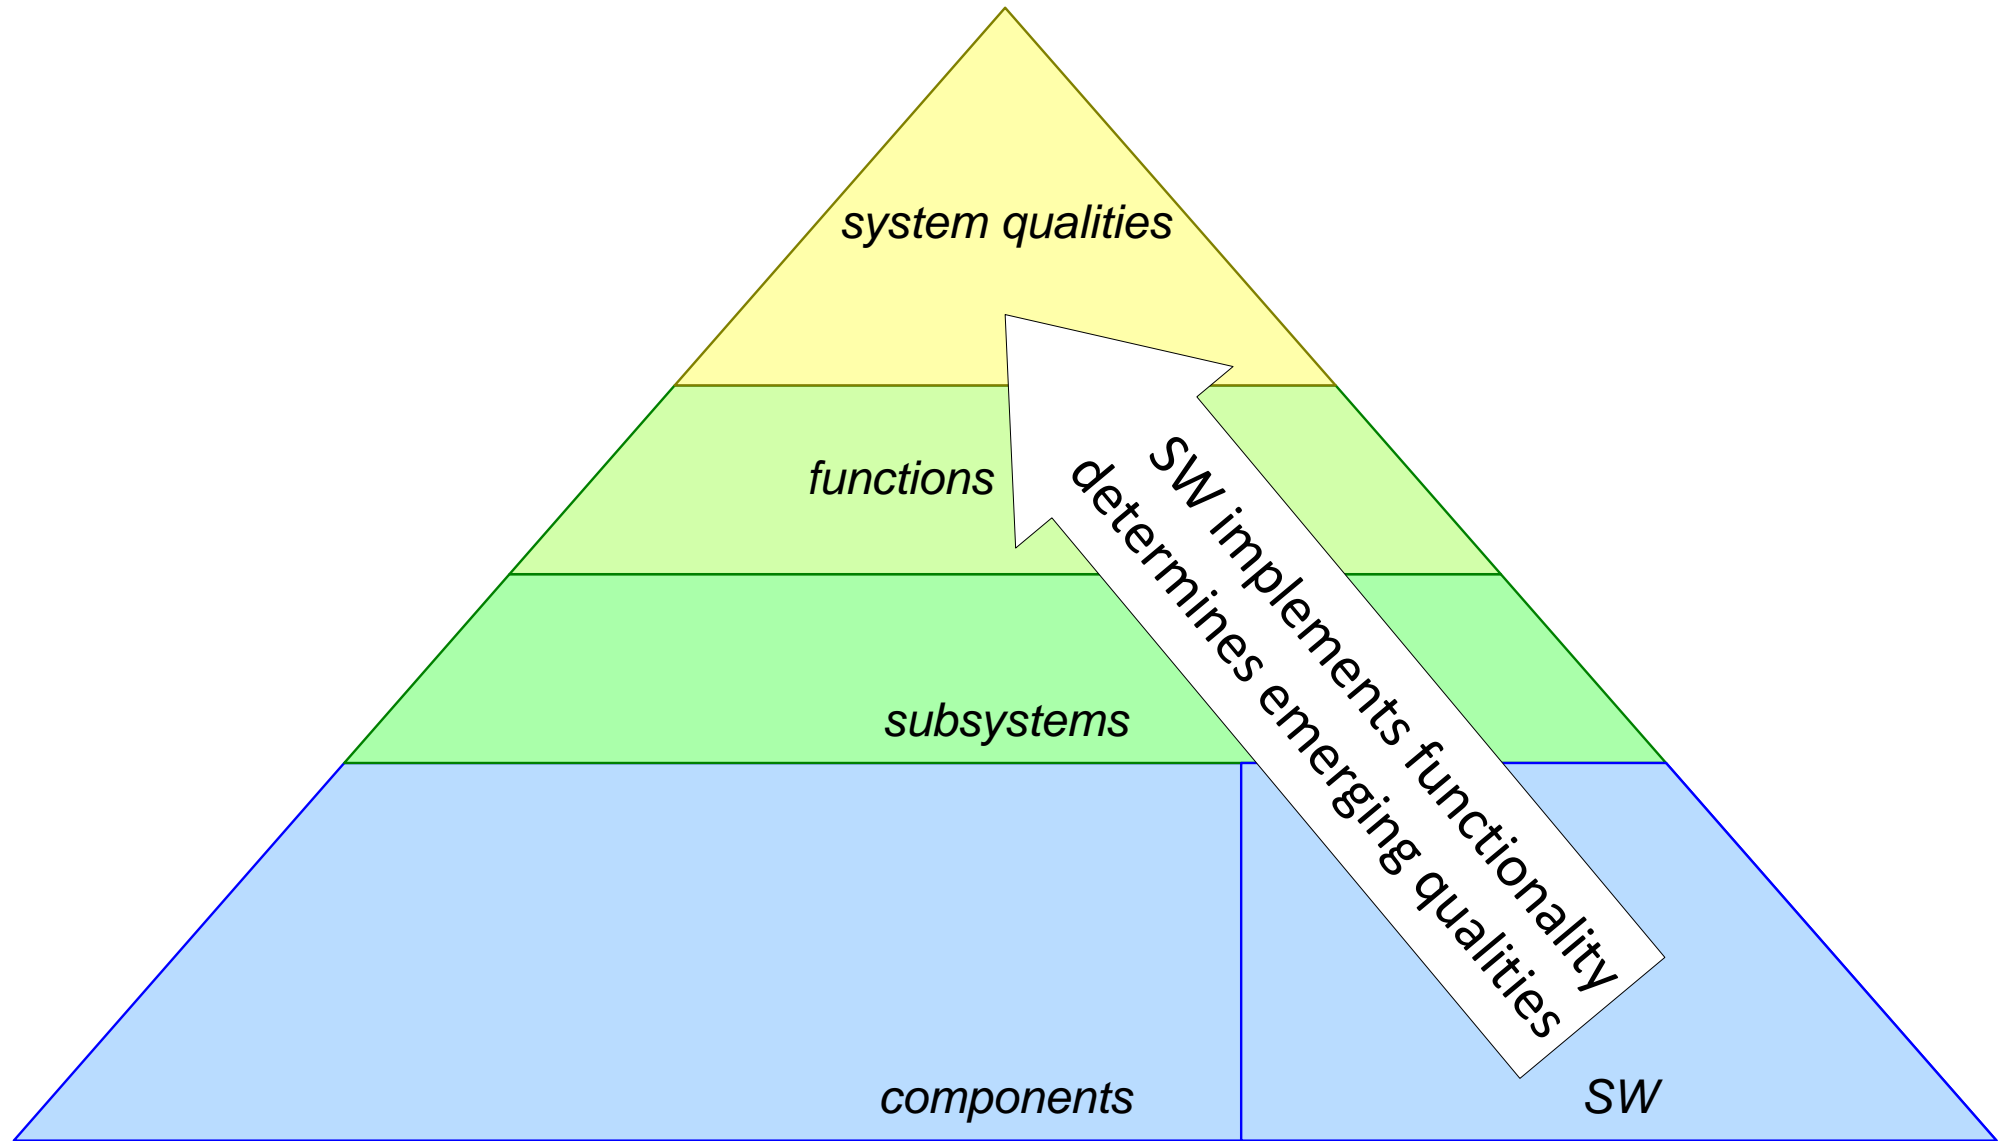 system qualities
functions
SW implements functionality
determines emerging qualities
subsystems
components
SW